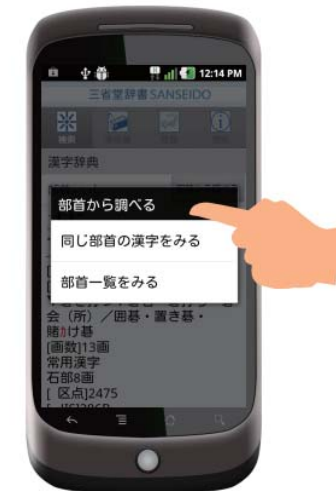 12:14 PM
三省堂辞書 SANSEIDO
検索
漢字辞典
部首から調べる
同じ部首の漢字をみる
部首一覧をみる
会（所）／囲碁・置き碁・
賭け碁
[画数]13画
常用漢字
石部8画
[ 区点]2475